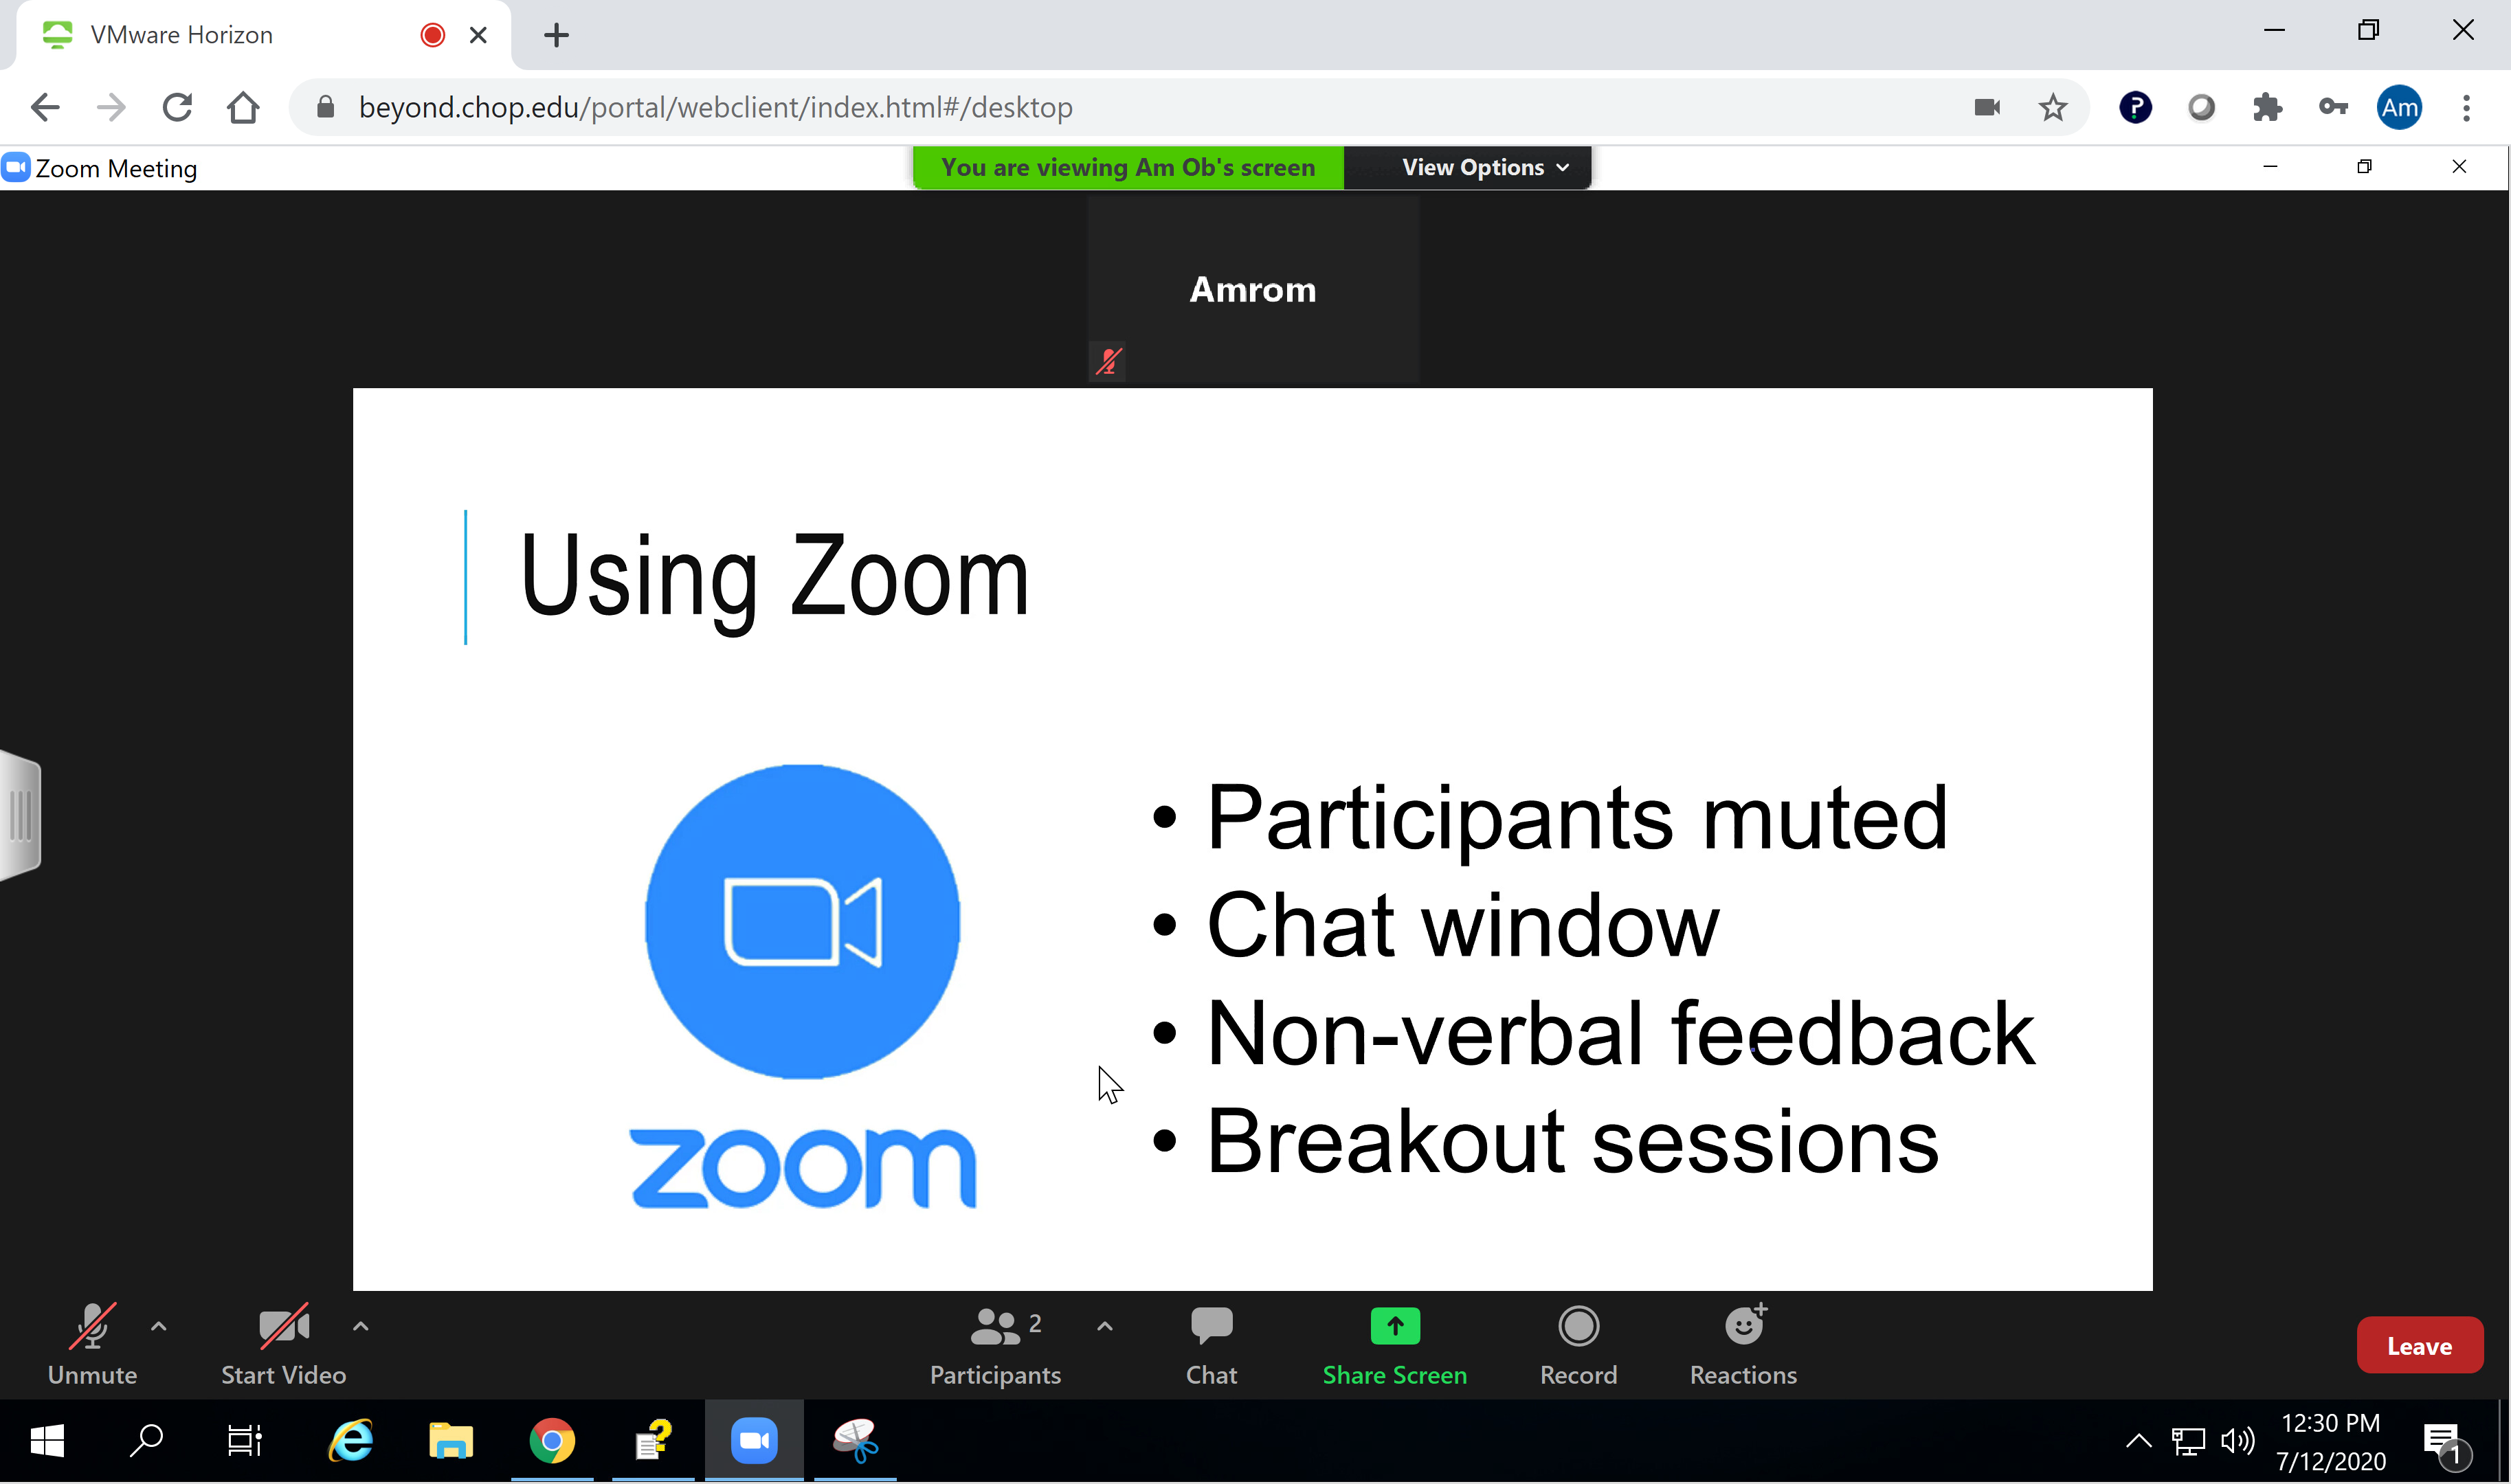 VMware Horizon
beyond.chop.edu/portal/webclient/index.html#/desktop
Am
Zoom Meeting
You are viewing Am Ob's screen
View Options
Amrom
Using Zoom
• Participants muted
• Chat window
• Non-verbal feedback
• Breakout sessions
zoom
2
Unmute
Start Video
Participants
Chat
Share Screen
Record
Reactions
Leave
12:30 PM
7/12/2020
1